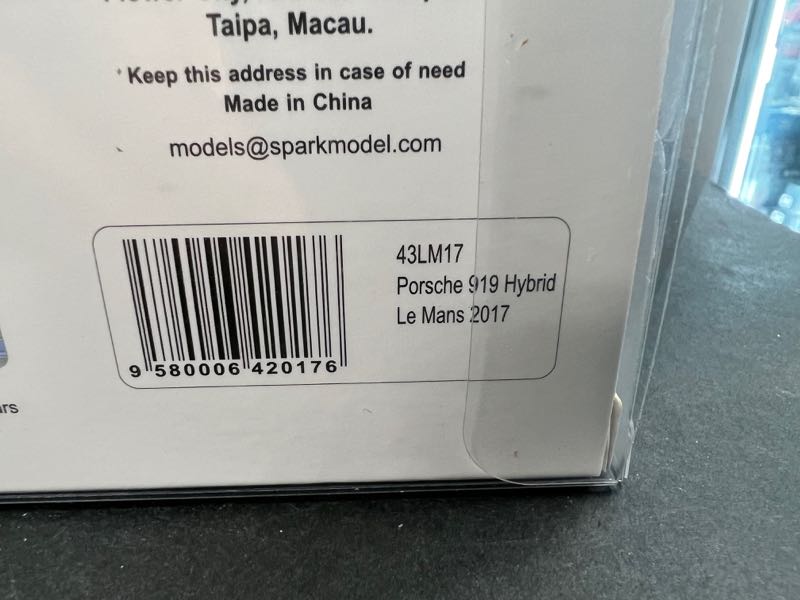 Taipa, Macau.
*Keep this address in case of need
Made in China
models@sparkmodel.com
43LM17
Porsche 919 Hybrid
Le Mans 2017
9 580006 420176